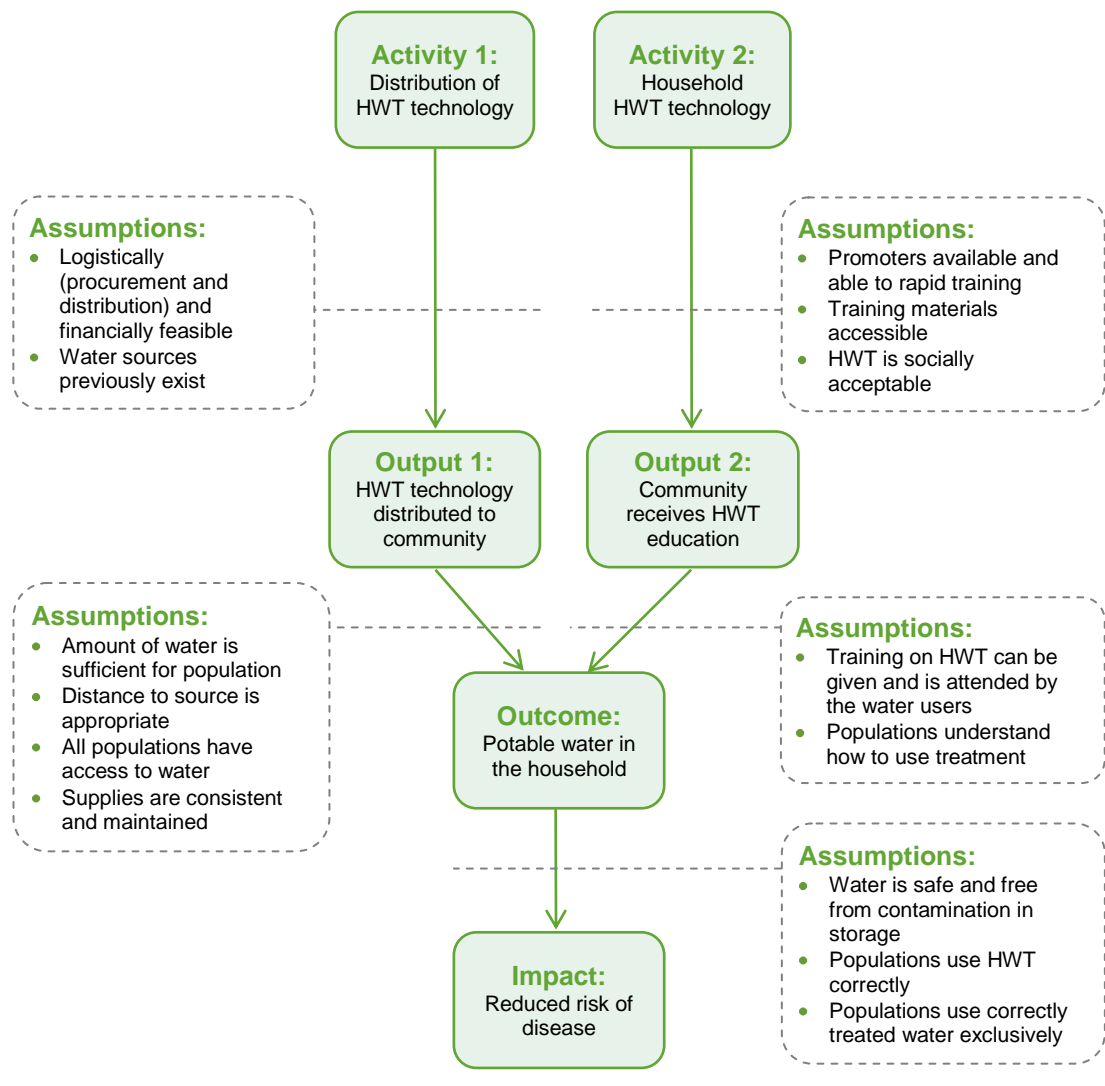 Activity 1:
Distribution of
HWT technology
Activity 2:
Household
HWT technology
Assumptions:
• Logistically
(procurement and
distribution) and
financially feasible
• Water sources
previously exist
Assumptions:
• Promoters available and
able to rapid training
• Training materials
accessible
• HWT is socially
acceptable
Output 1:
HWT technology
distributed to
community
Output 2:
Community
receives HWT
education
Assumptions:
• Amount of water is
sufficient for population
• Distance to source is
appropriate
• All populations have
access to water
• Supplies are consistent
and maintained
Assumptions:
• Training on HWT can be
given and is attended by
the water users
• Populations understand
how to use treatment
Outcome:
Potable water in
the household
Assumptions:
• Water is safe and free
from contamination in
storage
• Populations use HWT
correctly
• Populations use correctly
treated water exclusively
Impact:
Reduced risk of
disease